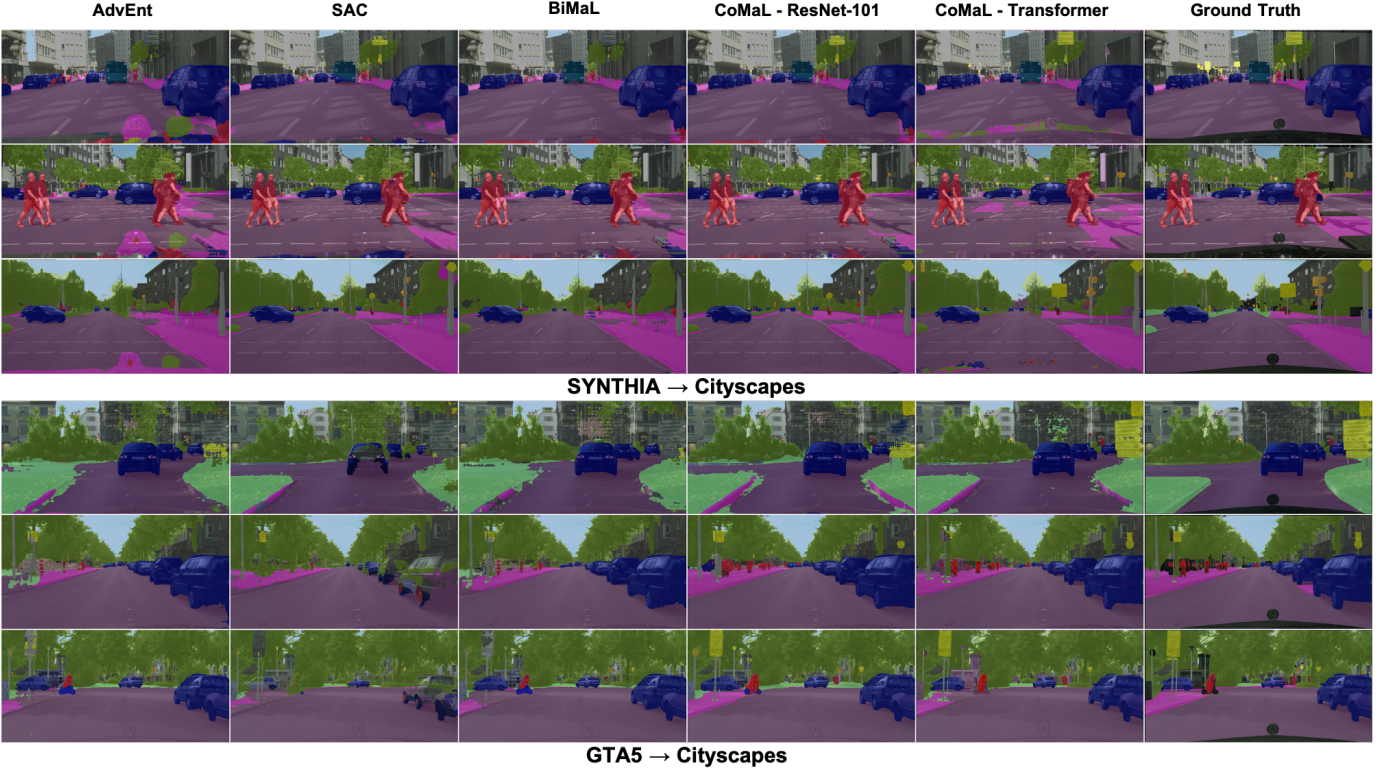 AdvEnt SAC BiMaL CoMaL - ResNet-101 CoMaL - Transformer Ground Truth
SYNTHIA → Cityscapes
GTA5 → Cityscapes